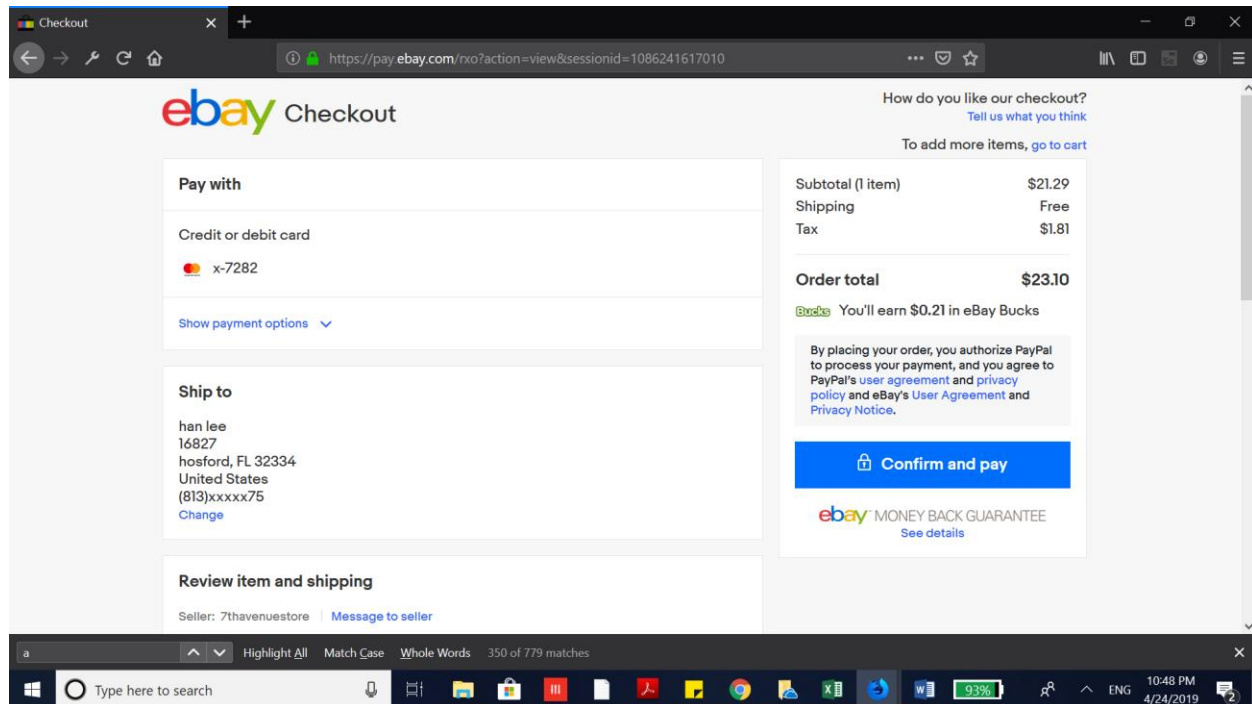 Checkout
https://pay.ebay.com/rxo?action=view&sessionid=1086241617010
ebay Checkout
How do you like our checkout?
Tell us what you think
To add more items, go to cart
Pay with
Credit or debit card
x-7282
Show payment options
Ship to
han lee
16827
hosford, FL 32334
United States
(813)xxxxx75
Change
Review item and shipping
Seller: 7thavenuestore Message to seller
Subtotal (1 item) $21.29
Shipping Free
Tax $1.81
Order total $23.10
Bucks You'll earn $0.21 in eBay Bucks
By placing your order, you authorize PayPal
to process your payment, and you agree to
PayPal's user agreement and privacy
policy and eBay's User Agreement and
Privacy Notice.
Confirm and pay
ebay MONEY BACK GUARANTEE
See details
a Highlight All Match Case Whole Words 350 of 779 matches
Type here to search 93% ENG 10:48 PM
4/24/2019 2